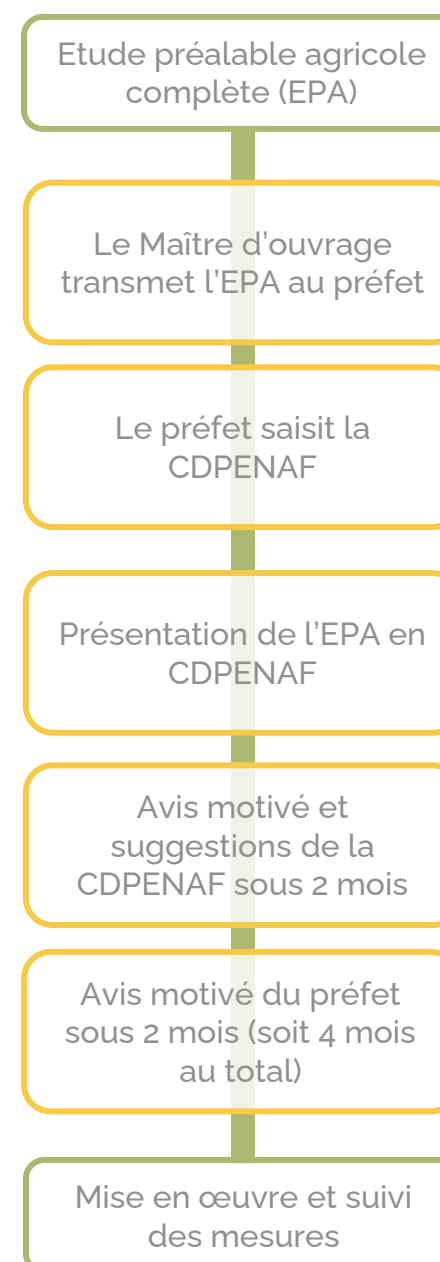 Etude préalable agricole
complète (EPA)
Le Maître d’ouvrage
transmet l’EPA au préfet
Le préfet saisit la
CDPENAF
Présentation de l’EPA en
CDPENAF
Avis motivé et
suggestions de la
CDPENAF sous 2 mois
Avis motivé du préfet
sous 2 mois (soit 4 mois
au total)
Mise en œuvre et suivi
des mesures